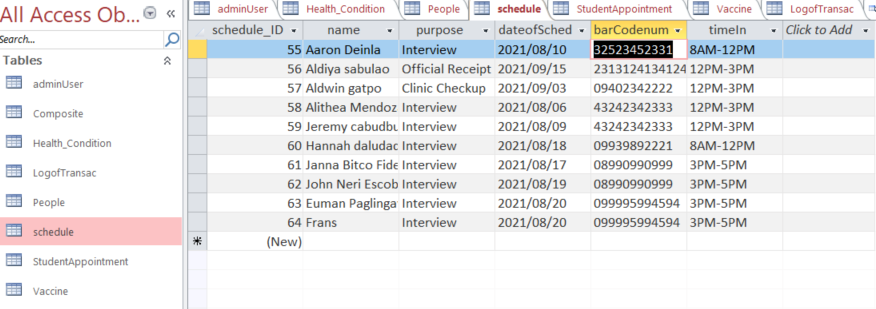 All Access Ob... «
adminUser Health_Condition People schedule StudentAppointment Vaccine LogofTransac
Search...
schedule_ID name purpose dateofSched barCodenum timeIn Click to Add
Tables
55 Aaron Deinla Interview 2021/08/10 32523452331 8AM-12PM
56 Aldiya sabulao Official Receipt 2021/09/15 2313124134124 12PM-3PM
57 Aldwin gatpo Clinic Checkup 2021/09/03 09402342222 12PM-3PM
58 Alithea Mendoz Interview 2021/08/06 43242342333 12PM-3PM
59 Jeremy cabudbu Interview 2021/08/09 43242342333 12PM-3PM
60 Hannah daludac Interview 2021/08/18 09939892221 8AM-12PM
61 Janna Bitco Fide Interview 2021/08/17 08990990999 3PM-5PM
62 John Neri Escob Interview 2021/08/19 08990990999 3PM-5PM
63 Euman Paglinga Interview 2021/08/20 099995994594 3PM-5PM
64 Frans Interview 2021/08/20 099995994594 3PM-5PM
(New)
adminUser
Composite
Health_Condition
LogofTransac
People
schedule
StudentAppointment
Vaccine